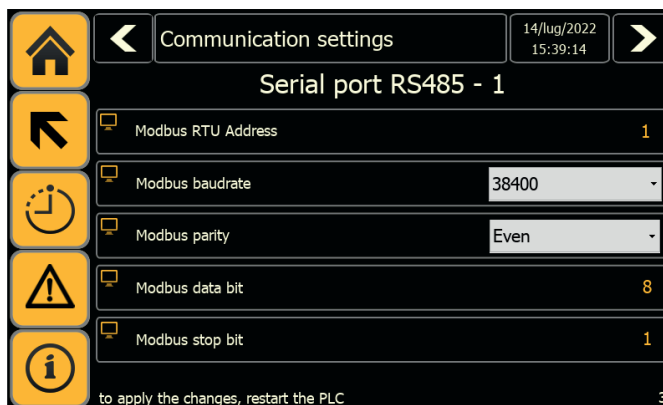 Communication settings
14/lug/2022
15:39:14
Serial port RS485 - 1
Modbus RTU Address 1
Modbus baudrate 38400
Modbus parity Even
Modbus data bit 8
Modbus stop bit 1
to apply the changes, restart the PLC